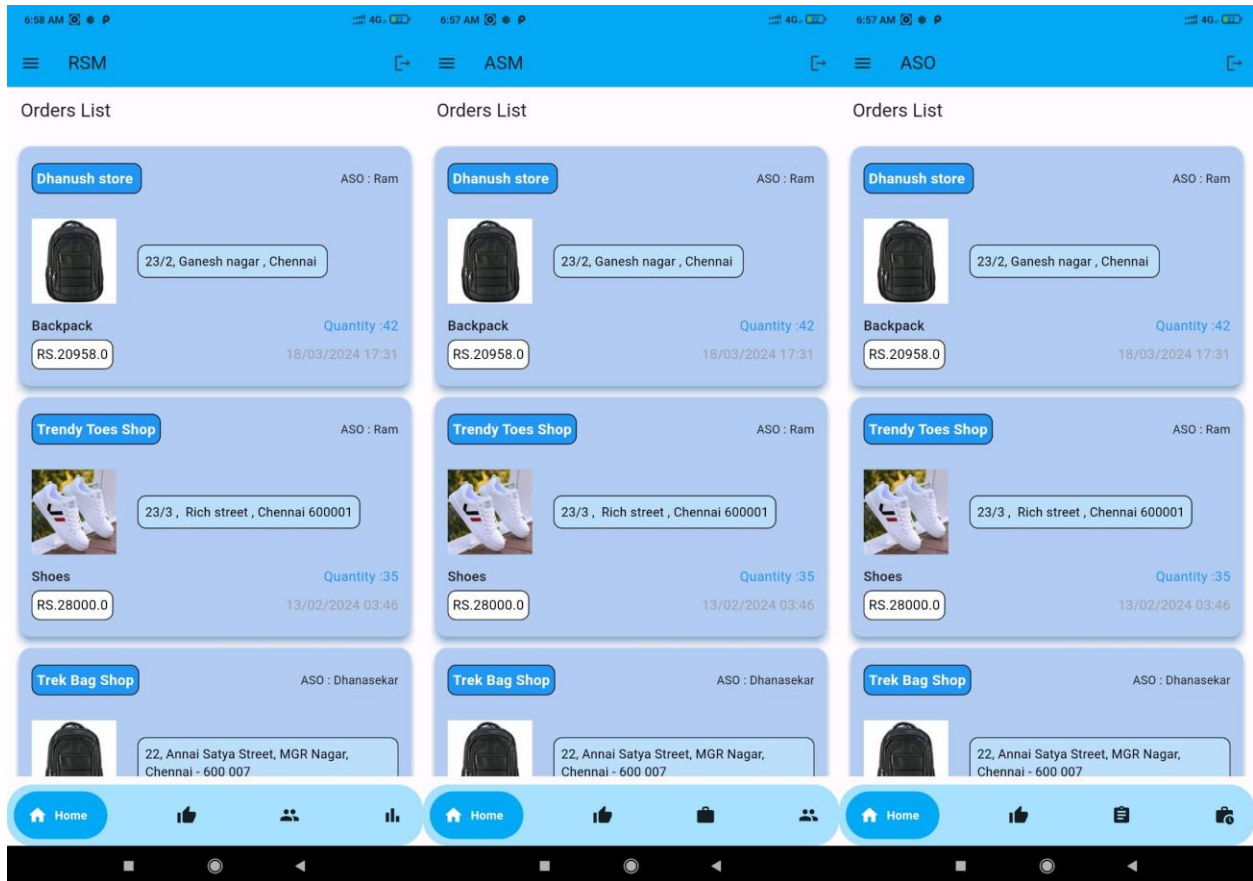 6:58 AM
4G+ 22
RSM
Orders List
Dhanush store
ASO : Ram
23/2, Ganesh nagar , Chennai
Backpack
Quantity :42
RS.20958.0
18/03/2024 17:31
Trendy Toes Shop
ASO : Ram
23/3 , Rich street , Chennai 600001
Shoes
Quantity :35
RS.28000.0
13/02/2024 03:46
Trek Bag Shop
ASO : Dhanasekar
22, Annai Satya Street, MGR Nagar,
Chennai - 600 007
Home
6:57 AM
4G+ 22
ASM
Orders List
Dhanush store
ASO : Ram
23/2, Ganesh nagar , Chennai
Backpack
Quantity :42
RS.20958.0
18/03/2024 17:31
Trendy Toes Shop
ASO : Ram
23/3 , Rich street , Chennai 600001
Shoes
Quantity :35
RS.28000.0
13/02/2024 03:46
Trek Bag Shop
ASO : Dhanasekar
22, Annai Satya Street, MGR Nagar,
Chennai - 600 007
Home
6:57 AM
4G+ 22
ASO
Orders List
Dhanush store
ASO : Ram
23/2, Ganesh nagar , Chennai
Backpack
Quantity :42
RS.20958.0
18/03/2024 17:31
Trendy Toes Shop
ASO : Ram
23/3 , Rich street , Chennai 600001
Shoes
Quantity :35
RS.28000.0
13/02/2024 03:46
Trek Bag Shop
ASO : Dhanasekar
22, Annai Satya Street, MGR Nagar,
Chennai - 600 007
Home